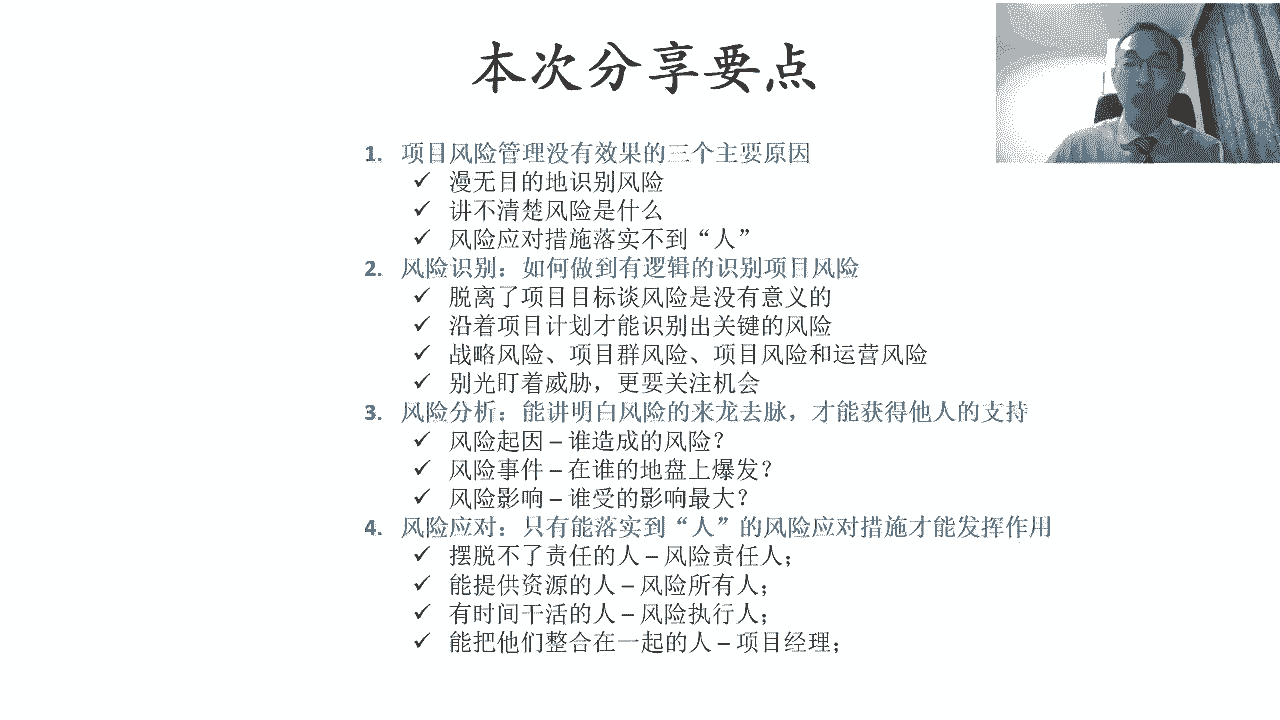 本次分享要点
1. 项目风险管理没有效果的三个主要原因
✓ 漫无目的地识别风险
✓ 讲不清楚风险是什么
✓ 风险应对措施落实不到“人”
2. 风险识别：如何做到有逻辑的识别项目风险
✓ 脱离了项目目标谈风险是没有意义的
✓ 沿着项目计划才能识别出关键的风险
✓ 战略风险、项目群风险、项目风险和运营风险
✓ 别光盯着威胁，更要关注机会
3. 风险分析：能讲明白风险的来龙去脉，才能获得他人的支持
✓ 风险起因 – 谁造成的风险？
✓ 风险事件 – 在谁的地盘上爆发？
✓ 风险影响 – 谁受的影响最大？
4. 风险应对：只有能落实到“人”的风险应对措施才能发挥作用
✓ 摆脱不了责任的人 – 风险责任人；
✓ 能提供资源的人 – 风险所有人；
✓ 有时间干活的人 – 风险执行人；
✓ 能把他们整合在一起的人 – 项目经理；